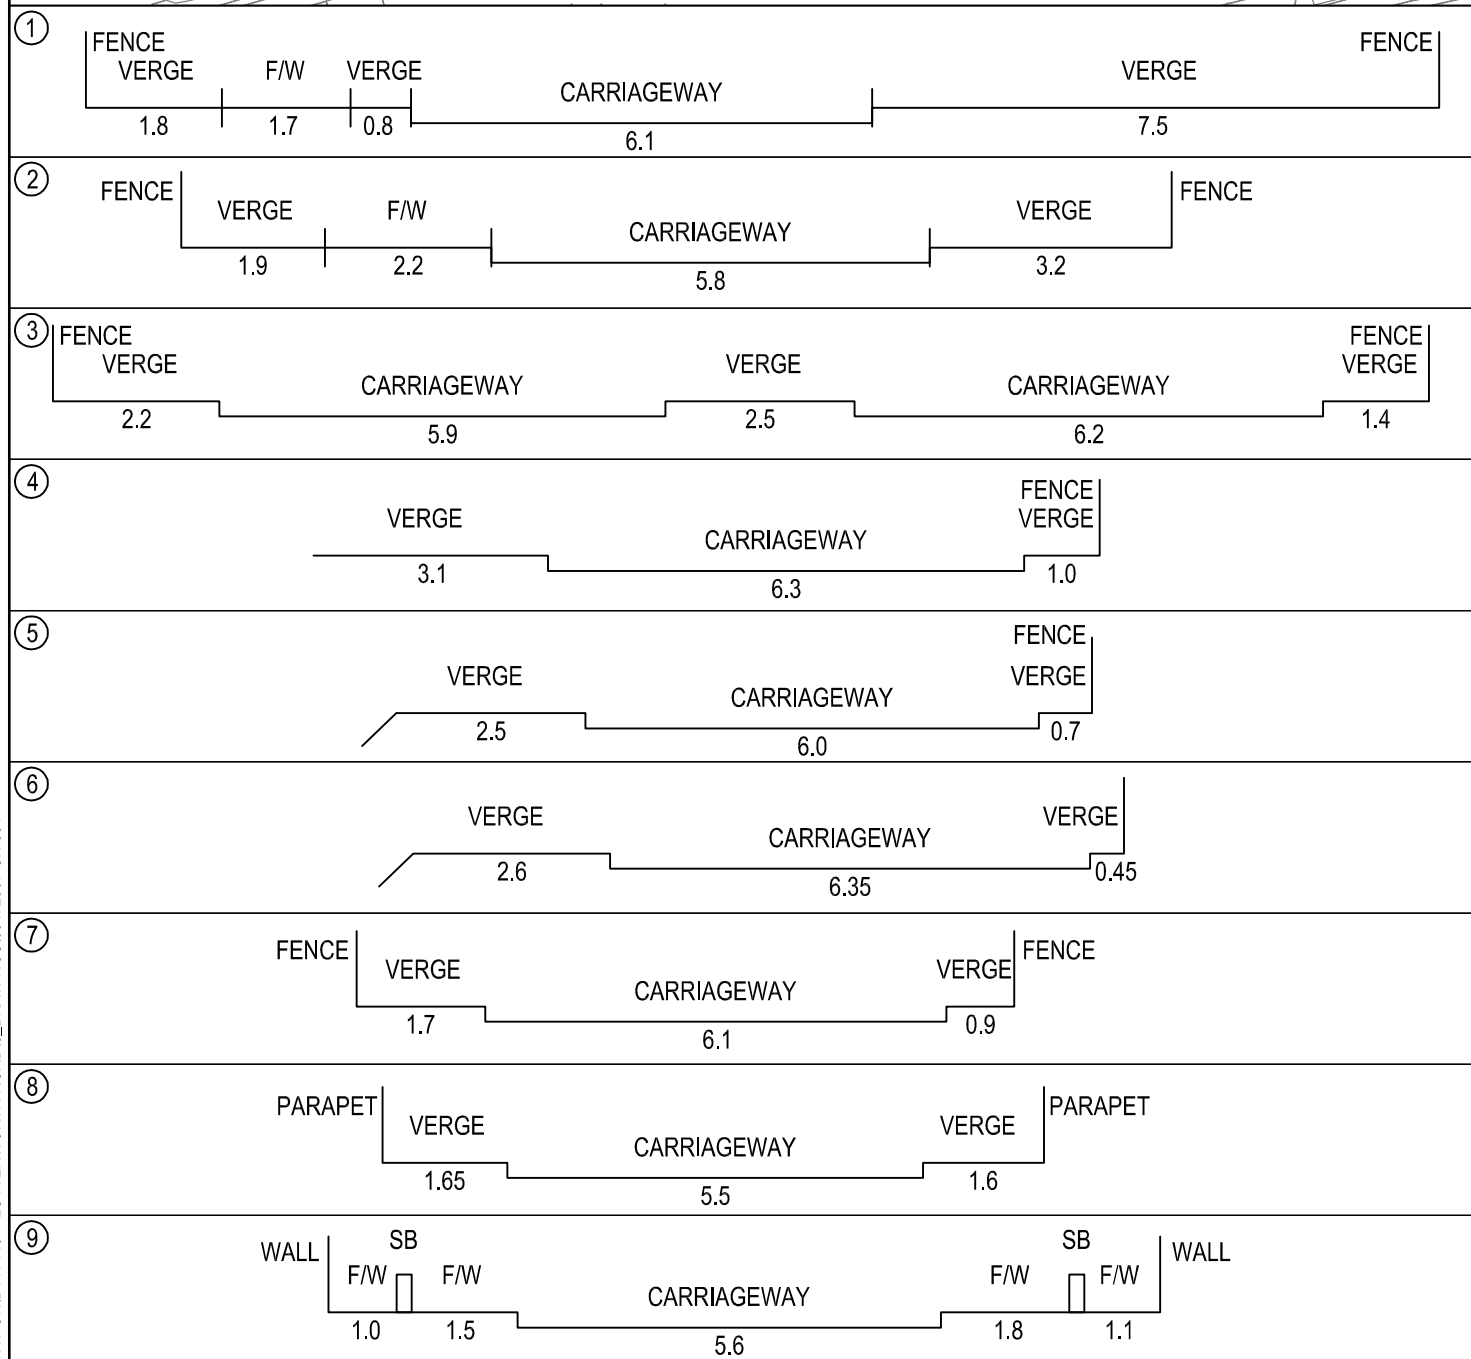 1
FENCE FENCE
VERGE F/W VERGE VERGE
CARRIAGEWAY
1.8 1.7 0.8 7.5
6.1
2
FENCE FENCE
VERGE F/W VERGE
CARRIAGEWAY
1.9 2.2 3.2
5.8
3
FENCE FENCE
VERGE VERGE VERGE
CARRIAGEWAY CARRIAGEWAY
2.2 2.5 1.4
5.9 6.2
4
FENCE
VERGE VERGE
CARRIAGEWAY
3.1 1.0
6.3
5
FENCE
VERGE VERGE
CARRIAGEWAY
2.5 0.7
6.0
6
VERGE VERGE
CARRIAGEWAY
2.6 0.45
6.35
7
FENCE FENCE
VERGE VERGE
CARRIAGEWAY
1.7 0.9
6.1
8
PARAPET PARAPET
VERGE VERGE
CARRIAGEWAY
1.65 1.6
5.5
9
SB SB
WALL WALL
F/W F/W F/W F/W
CARRIAGEWAY
1.0 1.5 1.8 1.1
5.6